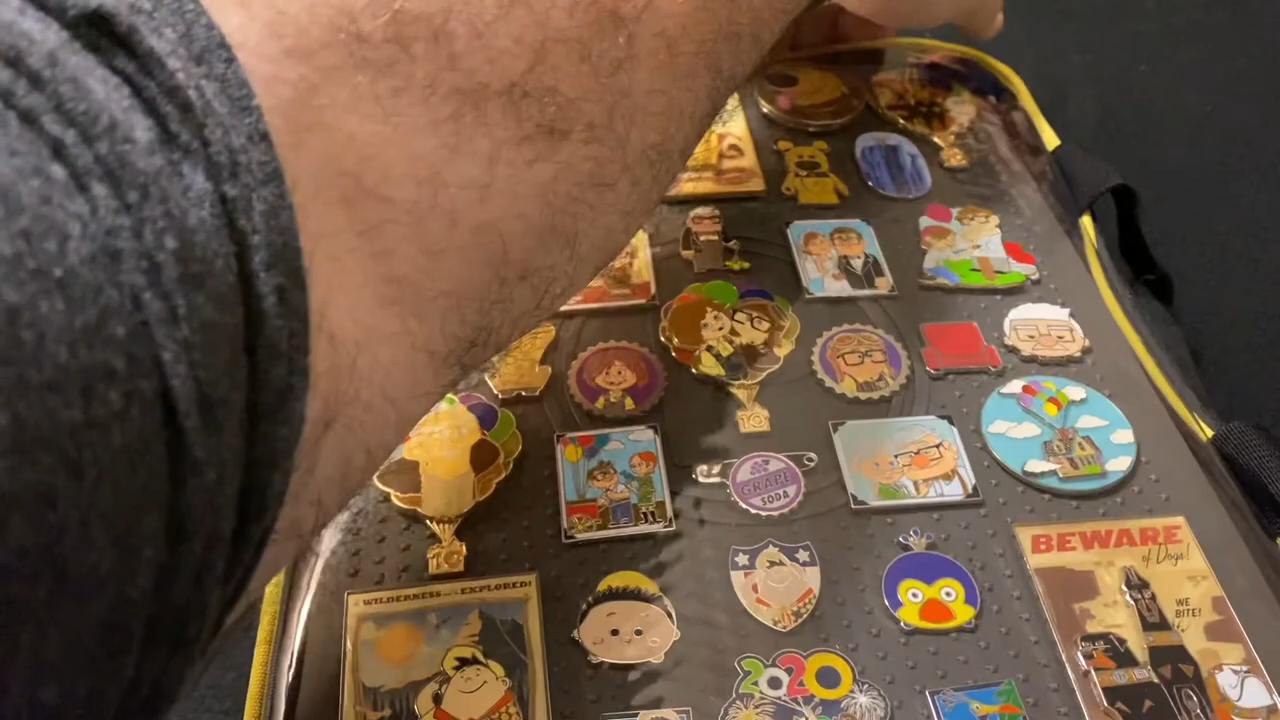 10
GRAPE
SODA
10
BEWARE
of Dogs!
WE
BITE!
WILDERNESS EXPLORED!
2020